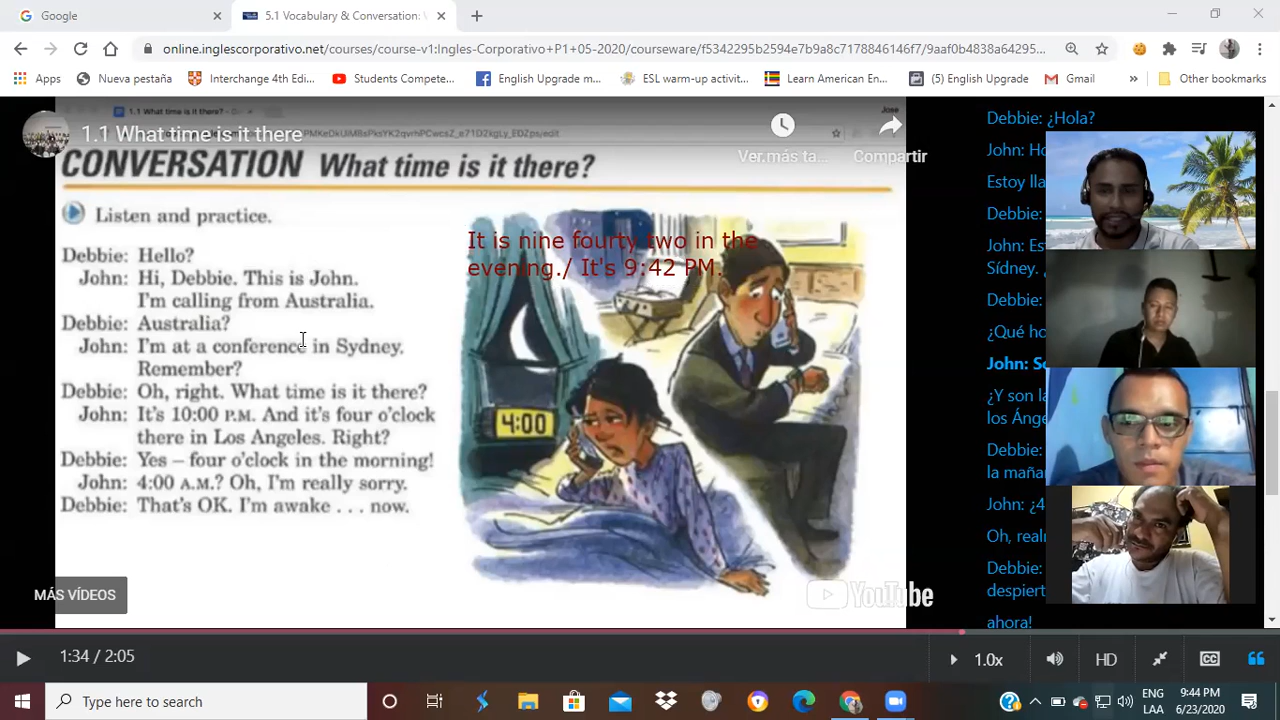 Google
5.1 Vocabulary & Conversation:
online.inglescorporativo.net/courses/course-v1:Ingles-Corporativo+P1+05-2020/courseware/f5342295b2594e7b9a8c7178846146f7/9aaf0b4838a64295...
Apps
Nueva pestaña
Interchange 4th Edi...
Students Compete...
English Upgrade m...
ESL warm-up activit...
Learn American En...
(5) English Upgrade
Gmail
Other bookmarks
1.1 What time is it there
Ver.más ta...
Compartir
CONVERSATION What time is it there?
Listen and practice.
Debbie: Hello?
John: Hi, Debbie. This is John.
I'm calling from Australia.
Debbie: Australia?
John: I'm at a conference in Sydney.
Remember?
Debbie: Oh, right. What time is it there?
John: It's 10:00 P.M. And it's four o'clock
there in Los Angeles. Right?
Debbie: Yes – four o'clock in the morning!
John: 4:00 A.M.? Oh, I'm really sorry.
Debbie: That's OK. I'm awake . . . now.
It is nine fourty two in the
evening./ It's 9:42 PM.
4:00
MÁS VÍDEOS
YouTube
Debbie: ¿Hola?
John: Ho
Estoy lla
Debbie:
John: Es
Sídney. ¿
Debbie:
¿Qué ho
John: So
¿Y son la
los Ánge
Debbie:
la mañar
John: ¿4
Oh, real
Debbie:
despiert
ahora!
1:34 / 2:05
1.0x
HD
CC
Type here to search
ENG
LAA
9:44 PM
6/23/2020